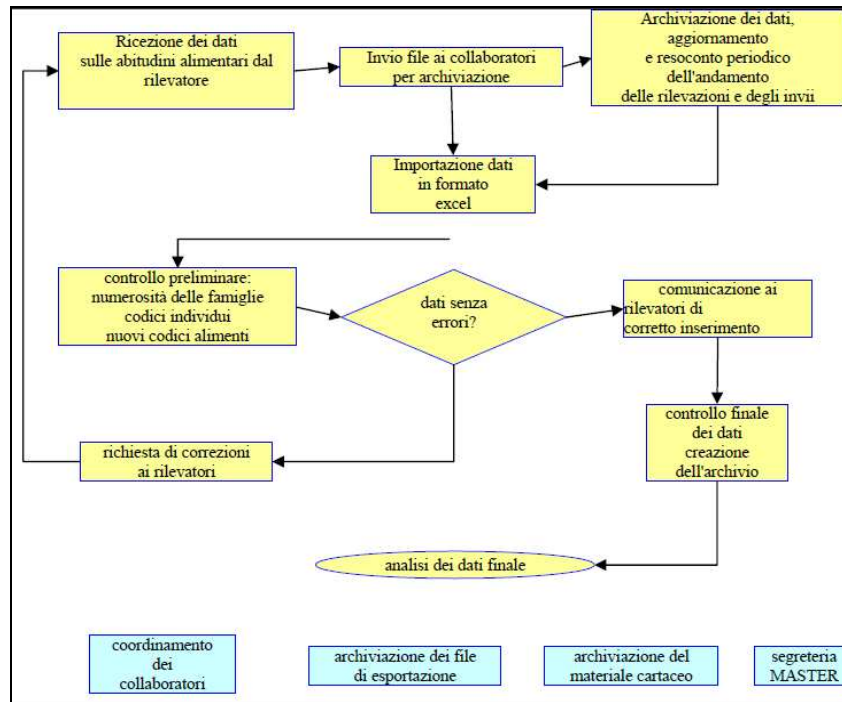 Ricezione dei dati
sulle abitudini alimentari dal
rilevatore
Invio file ai collaboratori
per archiviazione
Archiviazione dei dati,
aggiornamento
e resoconto periodico
dell'andamento
delle rilevazioni e degli invii
Importazione dati
in formato
excel
controllo preliminare:
numerosità delle famiglie
codici individui
nuovi codici alimenti
dati senza
errori?
comunicazione ai
rilevatori di
corretto inserimento
richiesta di correzioni
ai rilevatori
controllo finale
dei dati
creazione
dell'archivio
analisi dei dati finale
coordinamento
dei
collaboratori
archiviazione dei file
di esportazione
archiviazione del
materiale cartaceo
segreteria
MASTER